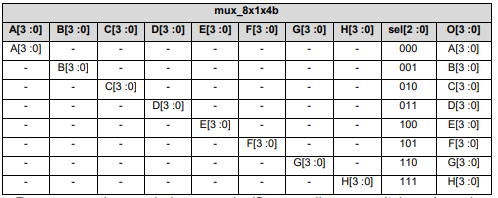 mux_8x1x4b
A[3 :0] B[3 :0] C[3 :0] D[3 :0] E[3 :0] F[3 :0] G[3 :0] H[3 :0] sel[2 :0] O[3 :0]
A[3 :0] - - - - - - - 000 A[3 :0]
- B[3 :0] - - - - - - 001 B[3 :0]
- - C[3 :0] - - - - - 010 C[3 :0]
- - - D[3 :0] - - - - 011 D[3 :0]
- - - - E[3 :0] - - - 100 E[3 :0]
- - - - - F[3 :0] - - 101 F[3 :0]
- - - - - - G[3 :0] - 110 G[3 :0]
- - - - - - - H[3 :0] 111 H[3 :0]